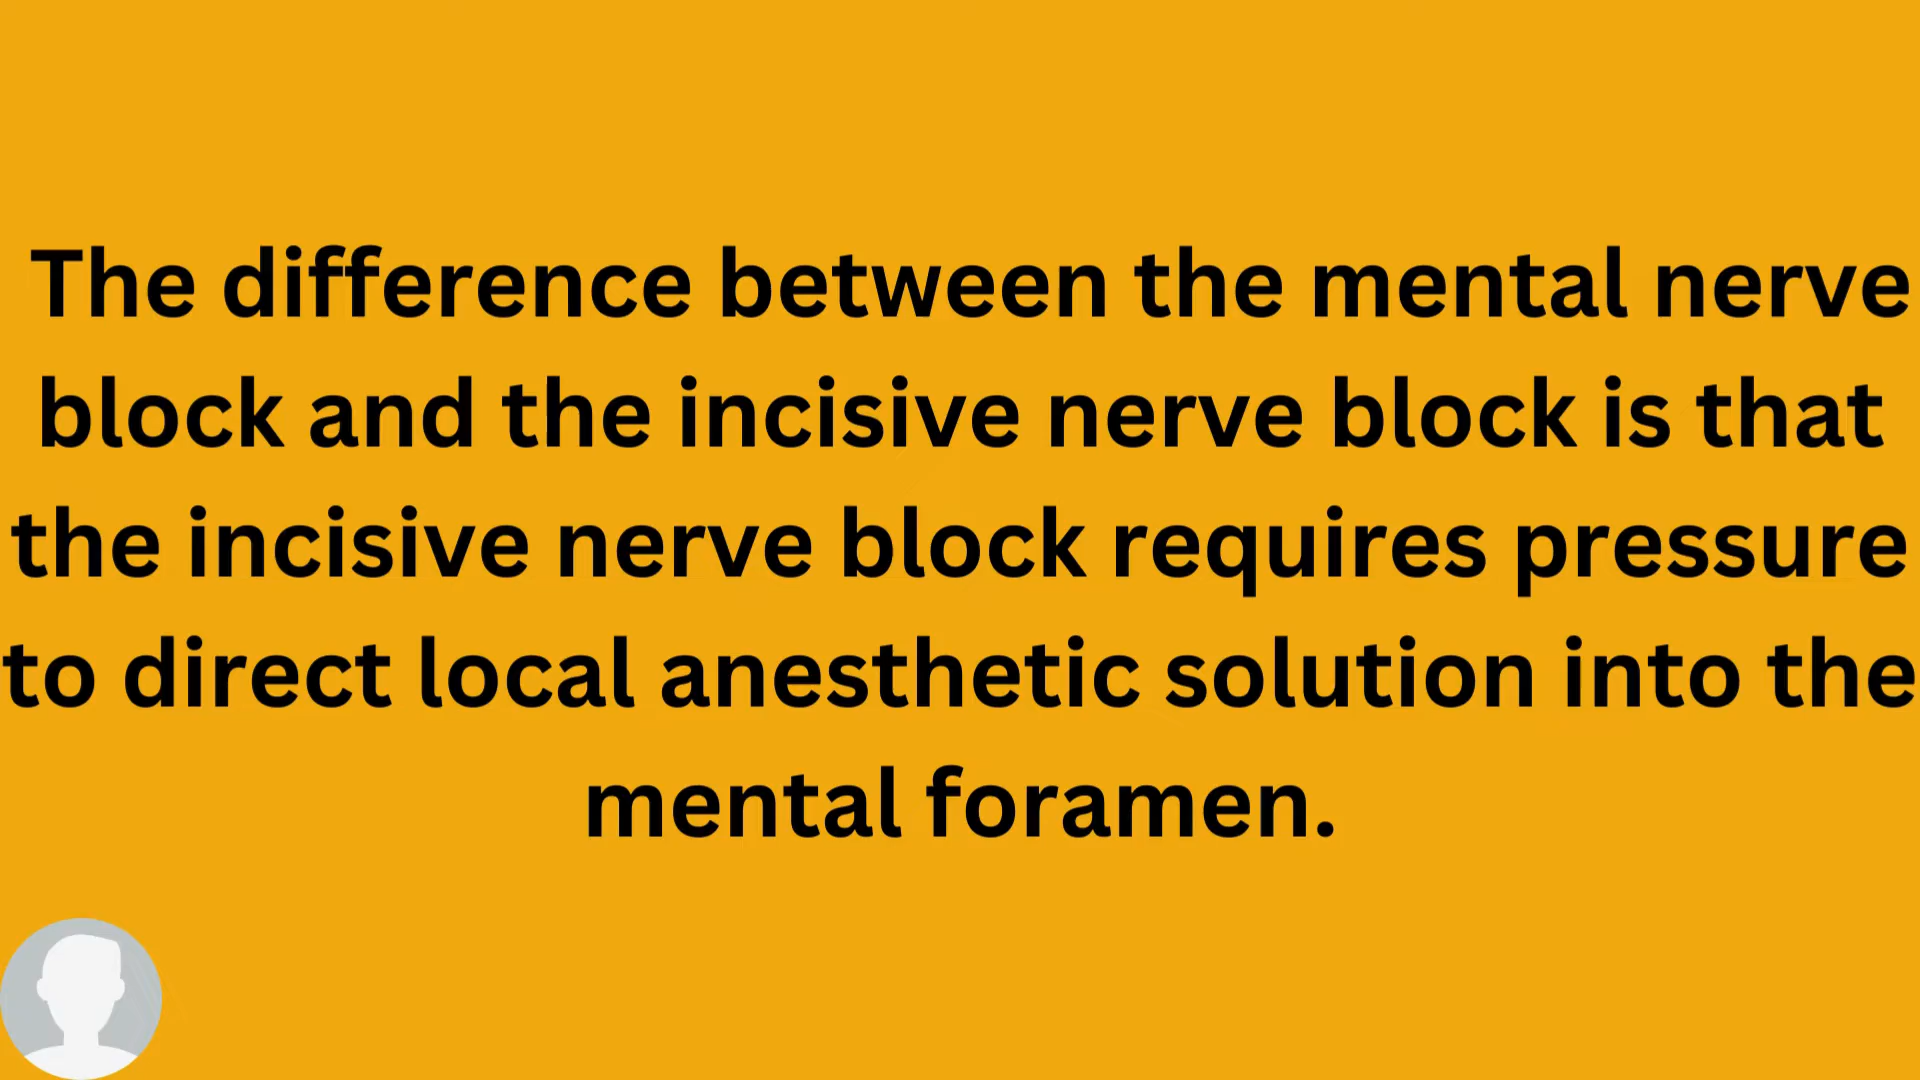 The difference between the mental nerve
block and the incisive nerve block is that
the incisive nerve block requires pressure
to direct local anesthetic solution into the
mental foramen.